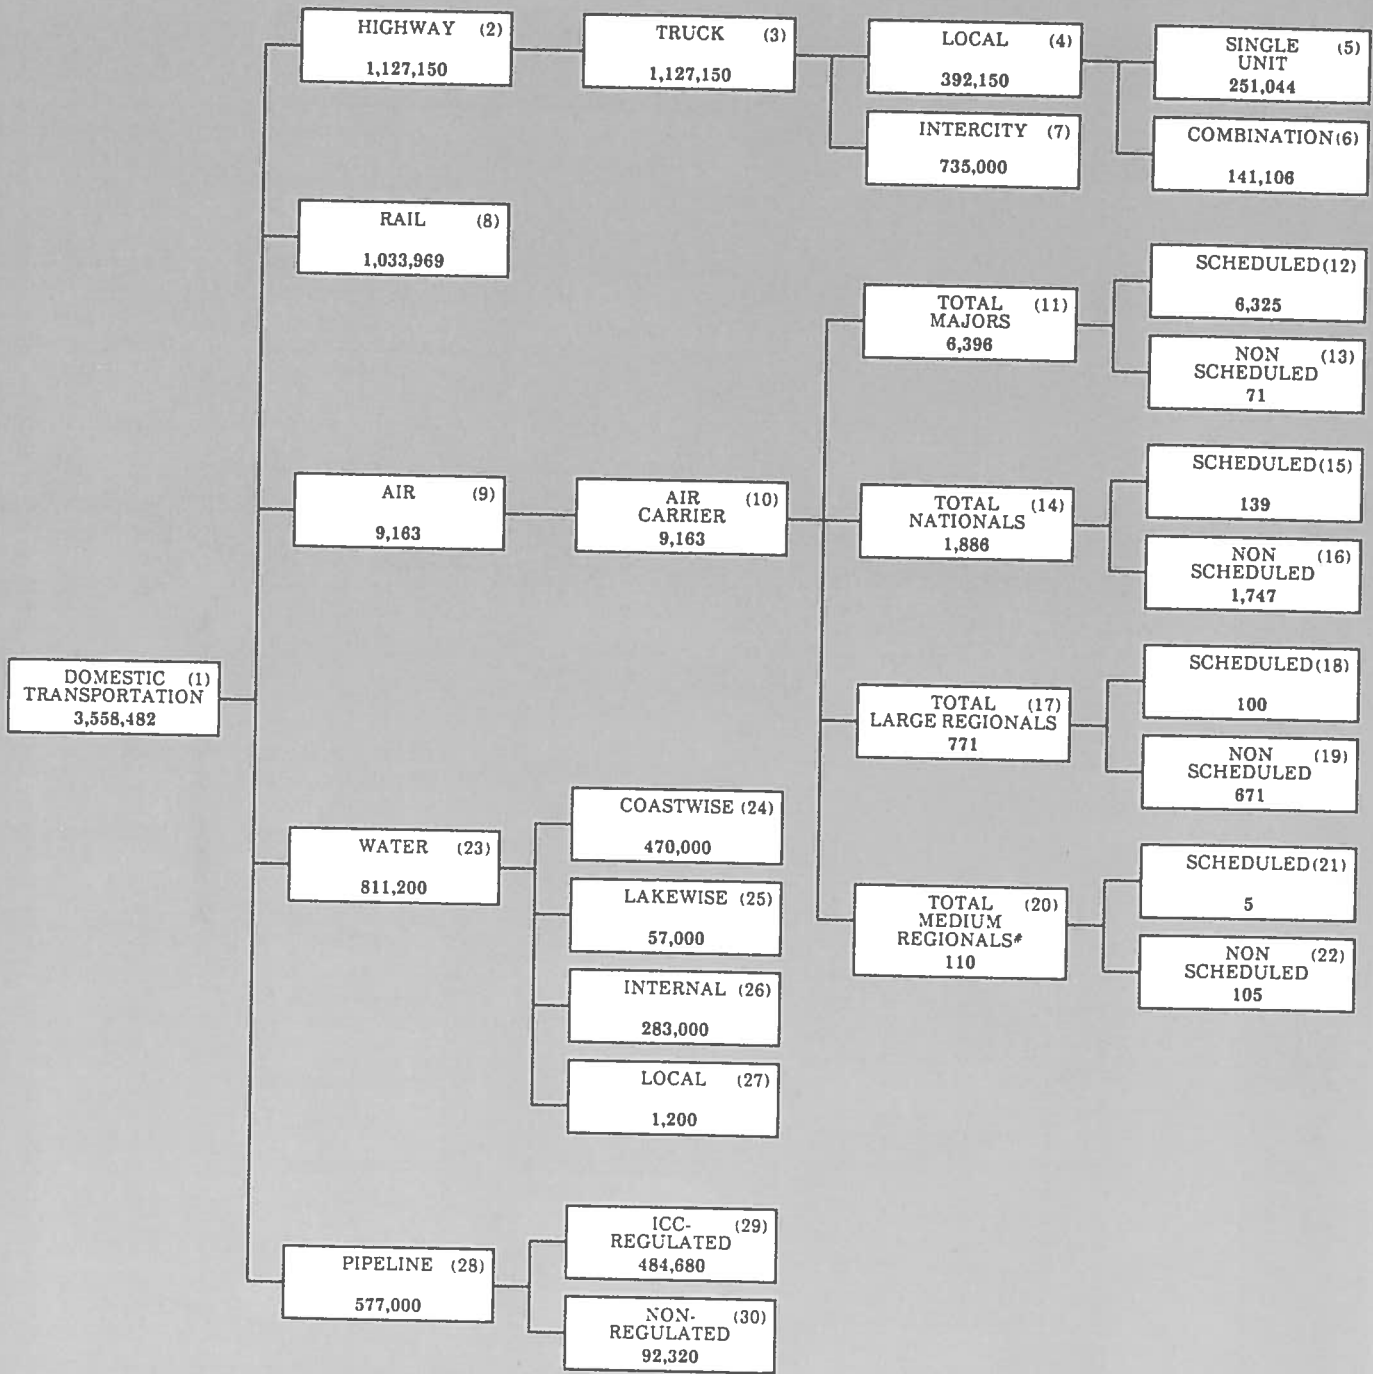 HIGHWAY (2)
1,127,150
TRUCK (3)
1,127,150
LOCAL (4)
392,150
SINGLE (5)
UNIT
251,044
COMBINATION(6)
141,106
INTERCITY (7)
735,000
RAIL (8)
1,033,969
AIR (9)
9,163
AIR (10)
CARRIER
9,163
TOTAL (11)
MAJORS
6,396
SCHEDULED(12)
6,325
NON (13)
SCHEDULED
71
TOTAL (14)
NATIONALS
1,886
SCHEDULED(15)
139
NON (16)
SCHEDULED
1,747
TOTAL (17)
LARGE REGIONALS
771
SCHEDULED(18)
100
NON (19)
SCHEDULED
671
TOTAL (20)
MEDIUM
REGIONALS#
110
SCHEDULED(21)
5
NON (22)
SCHEDULED
105
DOMESTIC (1)
TRANSPORTATION
3,558,482
WATER (23)
811,200
COASTWISE (24)
470,000
LAKEWISE (25)
57,000
INTERNAL (26)
283,000
LOCAL (27)
1,200
PIPELINE (28)
577,000
ICC- (29)
REGULATED
484,680
NON- (30)
REGULATED
92,320